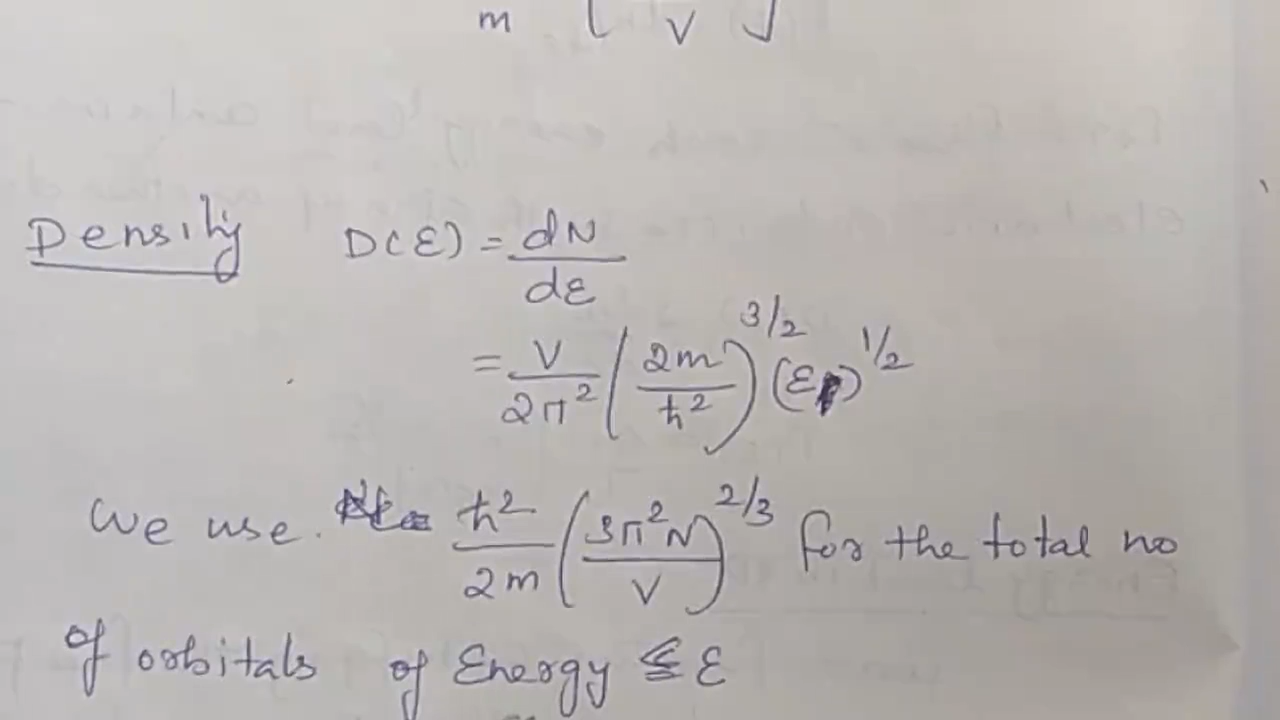 m ( V )
Density D(ε) = dN/dε
= V/2π² (2m/ħ²)^3/2 (ε)^1/2
We use. ħ²/2m (3π²N/V)^2/3 for the total no
of orbitals of Energy ≤ ε